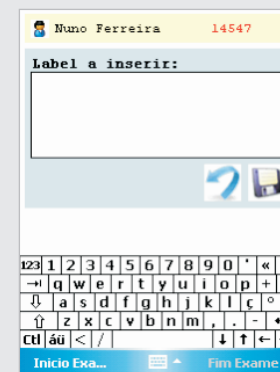 Nuno Ferreira 14547
Label a inserir:
123 1 2 3 4 5 6 7 8 9 0 ' «
q w e r t y u i o p +
a s d f g h j k l ç º
z x c v b n m , . -
Ctl áü < /
Inicio Exa... Fim Exame